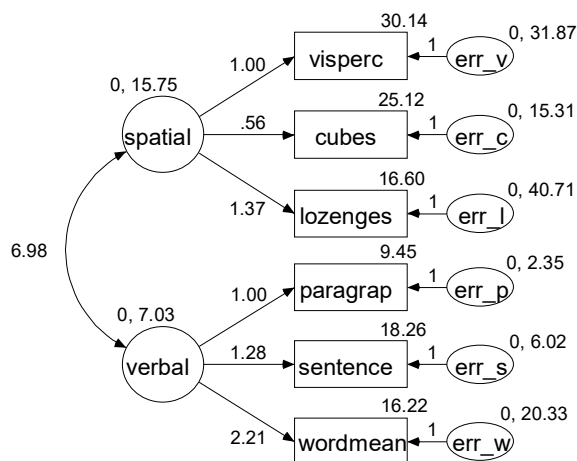 30.14
0, 31.87
1.00
visperc
1
err_v
0, 15.75
25.12
0, 15.31
spatial
.56
cubes
1
err_c
16.60
0, 40.71
1.37
lozenges
1
err_l
6.98
9.45
0, 2.35
1.00
paragrap
1
err_p
0, 7.03
18.26
0, 6.02
verbal
1.28
sentence
1
err_s
16.22
0, 20.33
2.21
wordmean
1
err_w